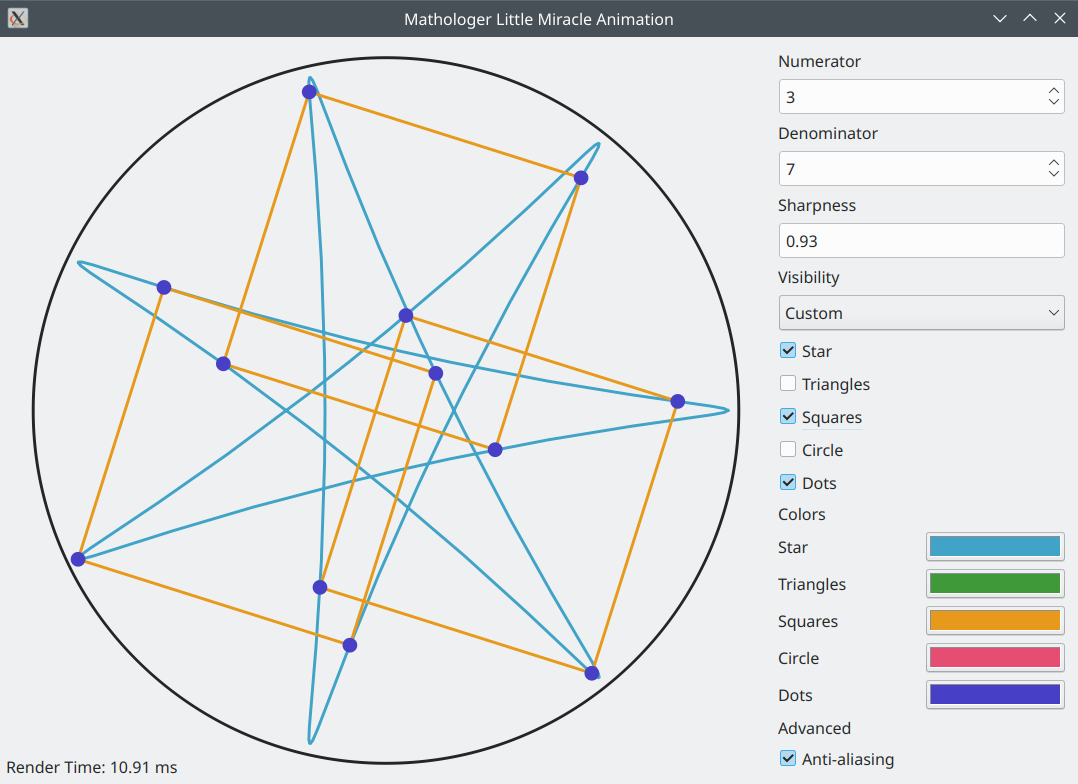 Mathologer Little Miracle Animation
Numerator
3
Denominator
7
Sharpness
0.93
Visibility
Custom
Star
Triangles
Squares
Circle
Dots
Colors
Star
Triangles
Squares
Circle
Dots
Advanced
Anti-aliasing
Render Time: 10.91 ms